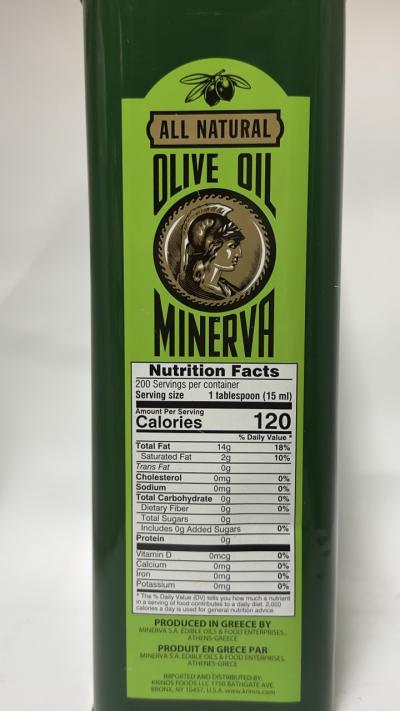 ALL NATURAL
OLIVE OIL
MINERVA
Nutrition Facts
200 Servings per container
Serving size 1 tablespoon (15 ml)
Amount Per Serving
Calories 120
% Daily Value *
Total Fat 14g 18%
Saturated Fat 2g 10%
Trans Fat 0g
Cholesterol 0mg 0%
Sodium 0mg 0%
Total Carbohydrate 0g 0%
Dietary Fiber 0g 0%
Total Sugars 0g
Includes 0g Added Sugars 0%
Protein 0g
Vitamin D 0mcg 0%
Calcium 0mg 0%
Iron 0mg 0%
Potassium 0mg 0%
* The % Daily Value (DV) tells you how much a nutrient
in a serving of food contributes to a daily diet. 2,000
calories a day is used for general nutrition advice.
PRODUCED IN GREECE BY
MINERVA S.A. EDIBLE OILS & FOOD ENTERPRISES,
ATHENS-GREECE
PRODUIT EN GRECE PAR
MINERVA S.A. EDIBLE OILS & FOOD ENTERPRISES,
ATHENES-GRECE
IMPORTED AND DISTRIBUTED BY:
KRINOS FOODS LLC 1750 BATHGATE AVE.
BRONX, NY 10457, U.S.A. www.krinos.com